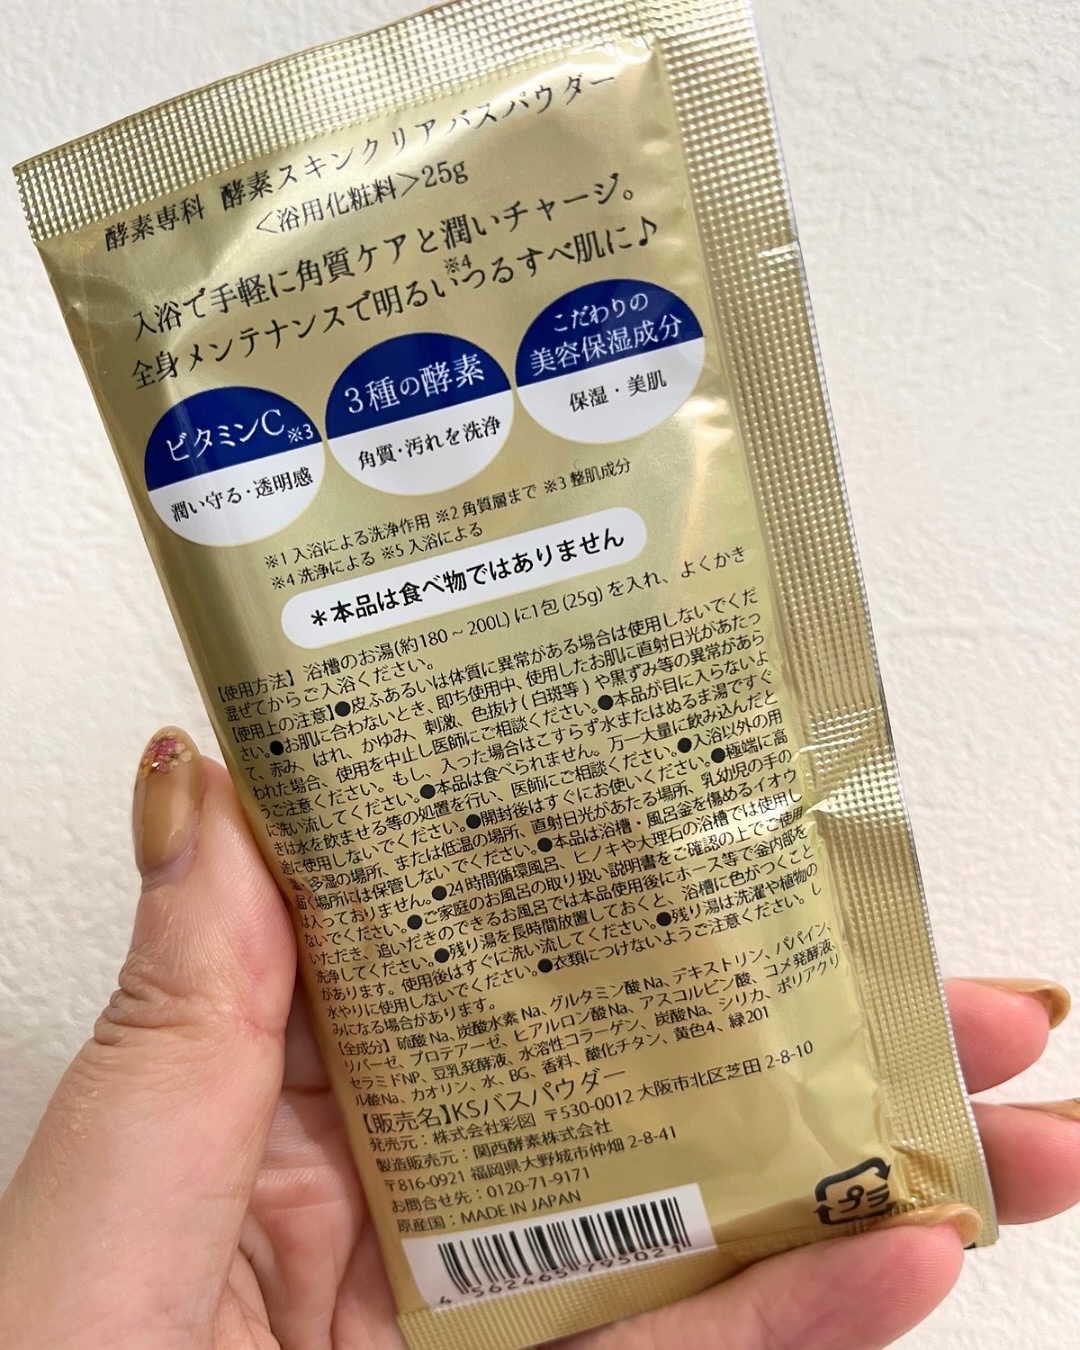 酵素専科 酵素スキンクリアバスパウダー
＜浴用化粧料＞25g
入浴で手軽に角質ケアと潤いチャージ。
※4
全身メンテナンスで明るいつるすべ肌に♪
ビタミンC※3
潤い守る・透明感
3種の酵素
角質・汚れを洗浄
こだわりの
美容保湿成分
保湿・美肌
※1 入浴による洗浄作用 ※2 角質層まで ※3 整肌成分
※4 洗浄による ※5 入浴による
＊本品は食べ物ではありません
【使用方法】浴槽のお湯(約180～200L)に1包(25g)を入れ、よくかき
混ぜてからご入浴ください。
【使用上の注意】●皮ふあるいは体質に異常がある場合は使用しないでくだ
さい。●お肌に合わないとき、即ち使用中、使用したお肌に直射日光があたっ
て、赤み、はれ、かゆみ、刺激、色抜け(白斑等)や黒ずみ等の異常があら
われた場合、使用を中止し医師にご相談ください。●本品が目に入らないよ
うご注意ください。もし、入った場合はこすらず水またはぬるま湯ですぐ
に洗い流してください。●本品は食べられません。万一大量に飲み込んだと
きは水を飲ませる等の処置を行い、医師にご相談ください。●入浴以外の用
途に使用しないでください。●開封後はすぐにお使いください。●極端に高
温多湿の場所、または低温の場所、直射日光があたる場所、乳幼児の手の
届く場所には保管しないでください。●本品は浴槽・風呂釜を傷めるイオウ
は入っておりません。●24時間循環風呂、ヒノキや大理石の浴槽では使用し
ないでください。●ご家庭のお風呂の取り扱い説明書をご確認の上でご使用
いただき、追いだきのできるお風呂では本品使用後にホース等で釜内部を
洗浄してください。●残り湯を長時間放置しておくと、浴槽に色がつくこと
があります。使用後はすぐに洗い流してください。●残り湯は洗濯や植物の
水やりに使用しないでください。●衣類につけないようご注意ください。し
みになる場合があります。
【全成分】硫酸Na、炭酸水素Na、グルタミン酸Na、デキストリン、パパイン、
リパーゼ、プロテアーゼ、ヒアルロン酸Na、アスコルビン酸、コメ発酵液、
セラミドNP、豆乳発酵液、水溶性コラーゲン、炭酸Na、シリカ、ポリアクリ
ル酸Na、カオリン、水、BG、香料、酸化チタン、黄色4、緑201
【販売名】KSバスパウダー
発売元：株式会社彩図 〒530-0012 大阪市北区芝田 2-8-10
製造販売元：関西酵素株式会社
〒816-0921 福岡県大野城市仲畑 2-8-41
お問合せ先：0120-71-9171
原産国：MADE IN JAPAN
プラ
4 562465 795021